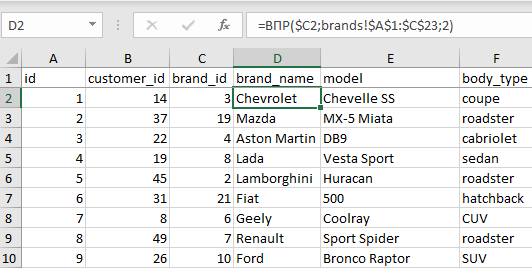 D2 fx =ВПР($C2;brands!$A$1:$C$23;2)
A B C D E F
1 id customer_id brand_id brand_name model body_type
2 1 14 3 Chevrolet Chevelle SS coupe
3 2 37 19 Mazda MX-5 Miata roadster
4 3 22 4 Aston Martin DB9 cabriolet
5 4 19 8 Lada Vesta Sport sedan
6 5 45 2 Lamborghini Huracan roadster
7 6 31 21 Fiat 500 hatchback
8 7 8 6 Geely Coolray CUV
9 8 49 7 Renault Sport Spider roadster
10 9 26 10 Ford Bronco Raptor SUV